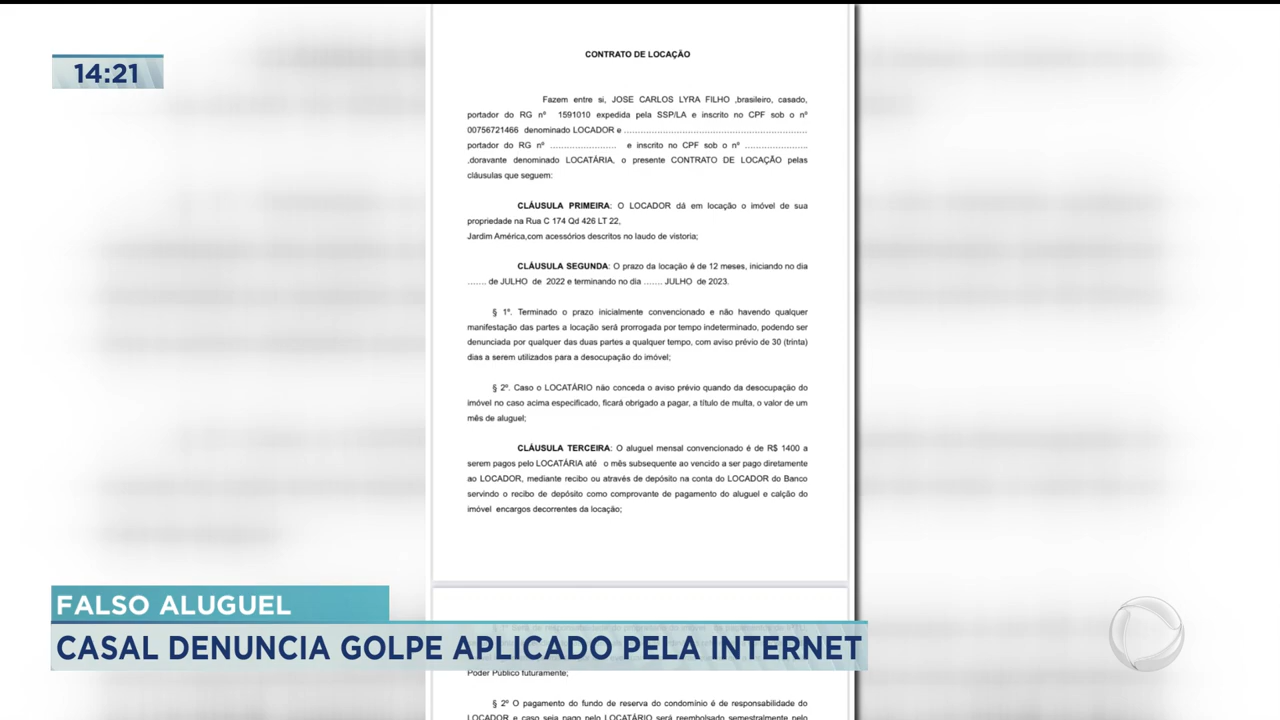 14:21
CONTRATO DE LOCAÇÃO
Fazem entre si, JOSE CARLOS LYRA FILHO ,brasileiro, casado,
portador do RG nº 1591010 expedida pela SSP/LA e inscrito no CPF sob o nº
00756721466 denominado LOCADOR e ..............................................................
portador do RG nº ...................... e inscrito no CPF sob o nº .....................
,doravante denominado LOCATÁRIA, o presente CONTRATO DE LOCAÇÃO pelas
cláusulas que seguem:
CLÁUSULA PRIMEIRA: O LOCADOR dá em locação o imóvel de sua
propriedade na Rua C 174 Qd 426 LT 22,
Jardim América,com acessórios descritos no laudo de vistoria;
CLÁUSULA SEGUNDA: O prazo da locação é de 12 meses, iniciando no dia
....... de JULHO de 2022 e terminando no dia ....... JULHO de 2023.
§ 1º. Terminado o prazo inicialmente convencionado e não havendo qualquer
manifestação das partes a locação será prorrogada por tempo indeterminado, podendo ser
denunciada por qualquer das duas partes a qualquer tempo, com aviso prévio de 30 (trinta)
dias a serem utilizados para a desocupação do imóvel;
§ 2º. Caso o LOCATÁRIO não conceda o aviso prévio quando da desocupação do
imóvel no caso acima especificado, ficará obrigado a pagar, a título de multa, o valor de um
mês de aluguel;
CLÁUSULA TERCEIRA: O aluguel mensal convencionado é de R$ 1400 a
serem pagos pelo LOCATÁRIA até o mês subsequente ao vencido a ser pago diretamente
ao LOCADOR, mediante recibo ou através de depósito na conta do LOCADOR do Banco
servindo o recibo de depósito como comprovante de pagamento do aluguel e calção do
imóvel encargos decorrentes da locação;
FALSO ALUGUEL
CASAL DENUNCIA GOLPE APLICADO PELA INTERNET
Poder Público futuramente;
§ 2º O pagamento do fundo de reserva do condomínio é de responsabilidade do
LOCADOR e caso seja pago pelo LOCATÁRIO será reembolsado semestralmente pelo